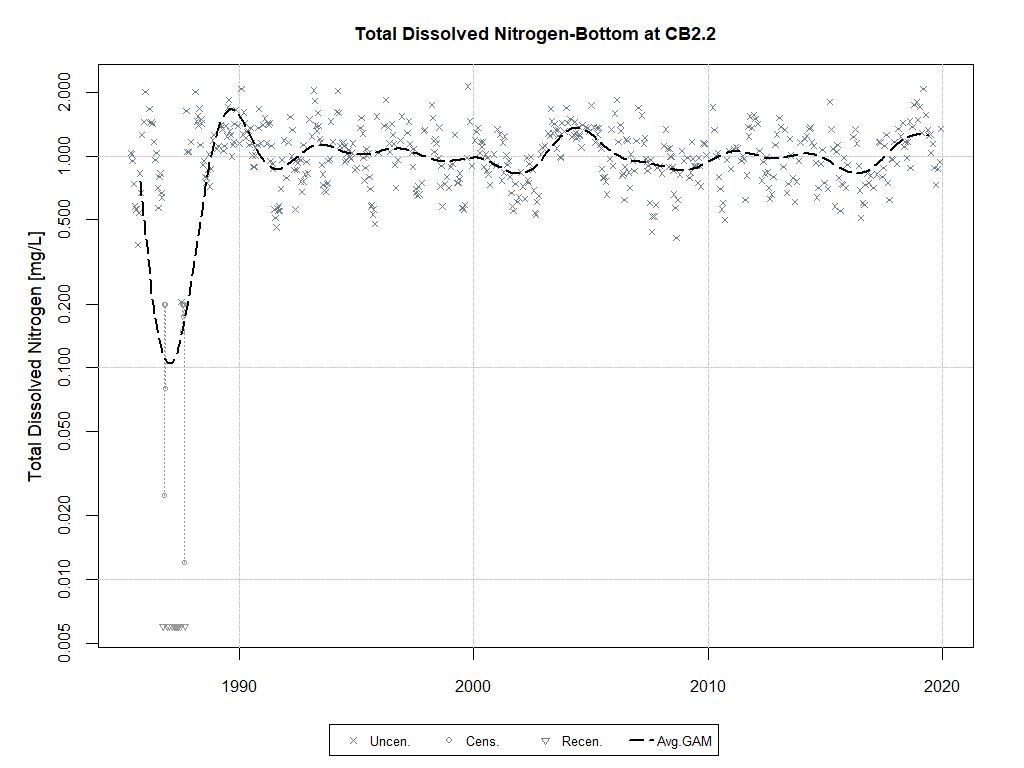 Total Dissolved Nitrogen-Bottom at CB2.2
Total Dissolved Nitrogen [mg/L]
2.000
1.000
0.500
0.200
0.100
0.050
0.020
0.010
0.005
1990 2000 2010 2020
Uncen. Cens. Recen. Avg.GAM